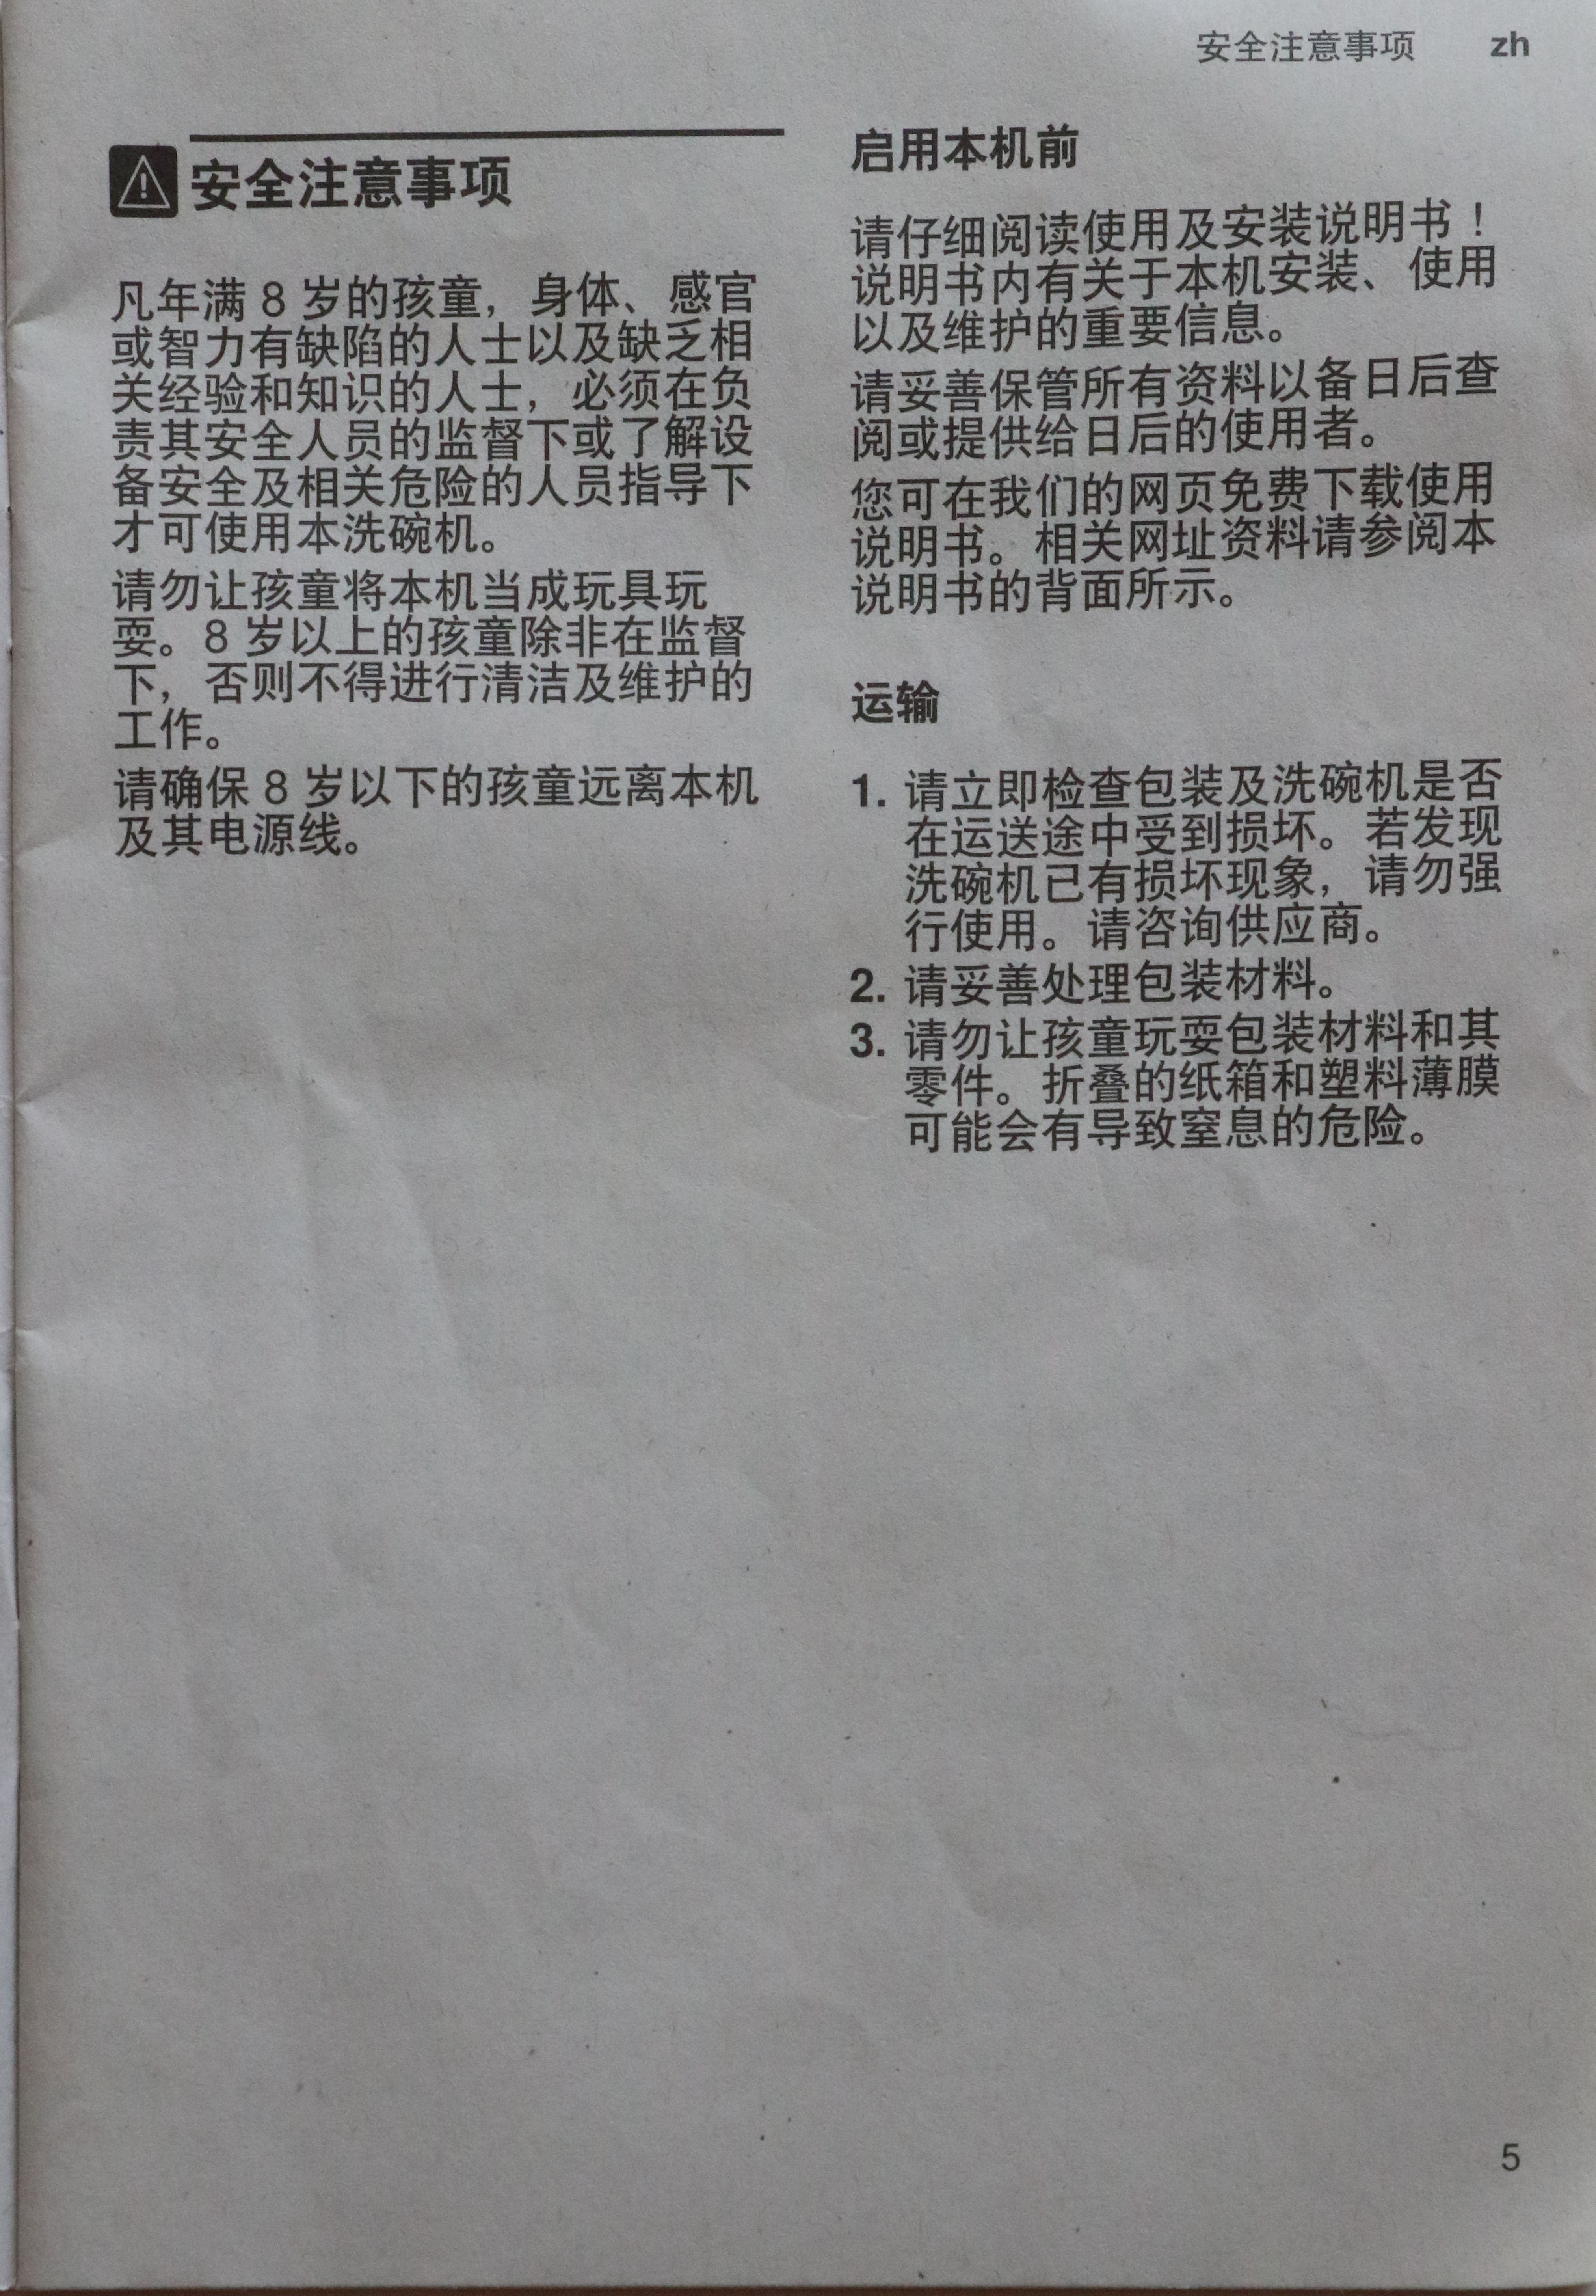 安全注意事项 zh
安全注意事项
凡年满 8 岁的孩童，身体、感官
或智力有缺陷的人士以及缺乏相
关经验和知识的人士，必须在负
责其安全人员的监督下或了解设
备安全及相关危险的人员指导下
才可使用本洗碗机。
请勿让孩童将本机当成玩具玩
耍。8 岁以上的孩童除非在监督
下，否则不得进行清洁及维护的
工作。
请确保 8 岁以下的孩童远离本机
及其电源线。
启用本机前
请仔细阅读使用及安装说明书！
说明书内有关于本机安装、使用
以及维护的重要信息。
请妥善保管所有资料以备日后查
阅或提供给日后的使用者。
您可在我们的网页免费下载使用
说明书。相关网址资料请参阅本
说明书的背面所示。
运输
1. 请立即检查包装及洗碗机是否
在运送途中受到损坏。若发现
洗碗机已有损坏现象，请勿强
行使用。请咨询供应商。
2. 请妥善处理包装材料。
3. 请勿让孩童玩耍包装材料和其
零件。折叠的纸箱和塑料薄膜
可能会有导致窒息的危险。
5